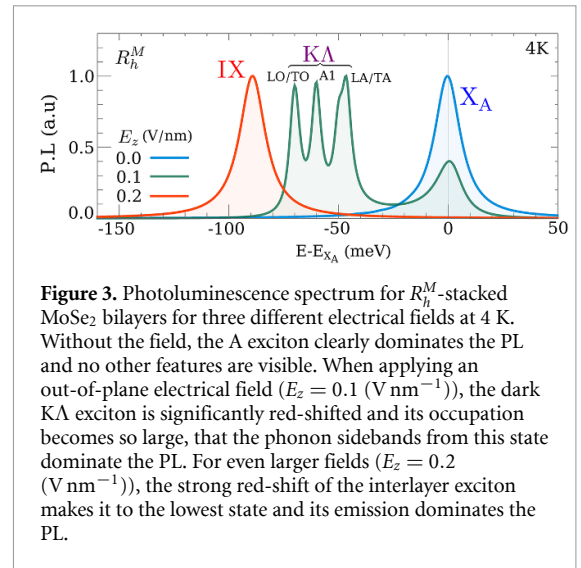 R_h^M
IX
KΛ
4K
LO/TO A1 LA/TA
X_A
P.L (a.u)
1.0
0.5
0.0
E_z (V/nm)
0.0
0.1
0.2
-150 -100 -50 0 50
E-E_{X_A} (meV)
Figure 3. Photoluminescence spectrum for R_h^M-stacked
MoSe₂ bilayers for three different electrical fields at 4 K.
Without the field, the A exciton clearly dominates the PL
and no other features are visible. When applying an
out-of-plane electrical field (E_z = 0.1 (V nm⁻¹)), the dark
KΛ exciton is significantly red-shifted and its occupation
becomes so large, that the phonon sidebands from this state
dominate the PL. For even larger fields (E_z = 0.2
(V nm⁻¹)), the strong red-shift of the interlayer exciton
makes it to the lowest state and its emission dominates the
PL.